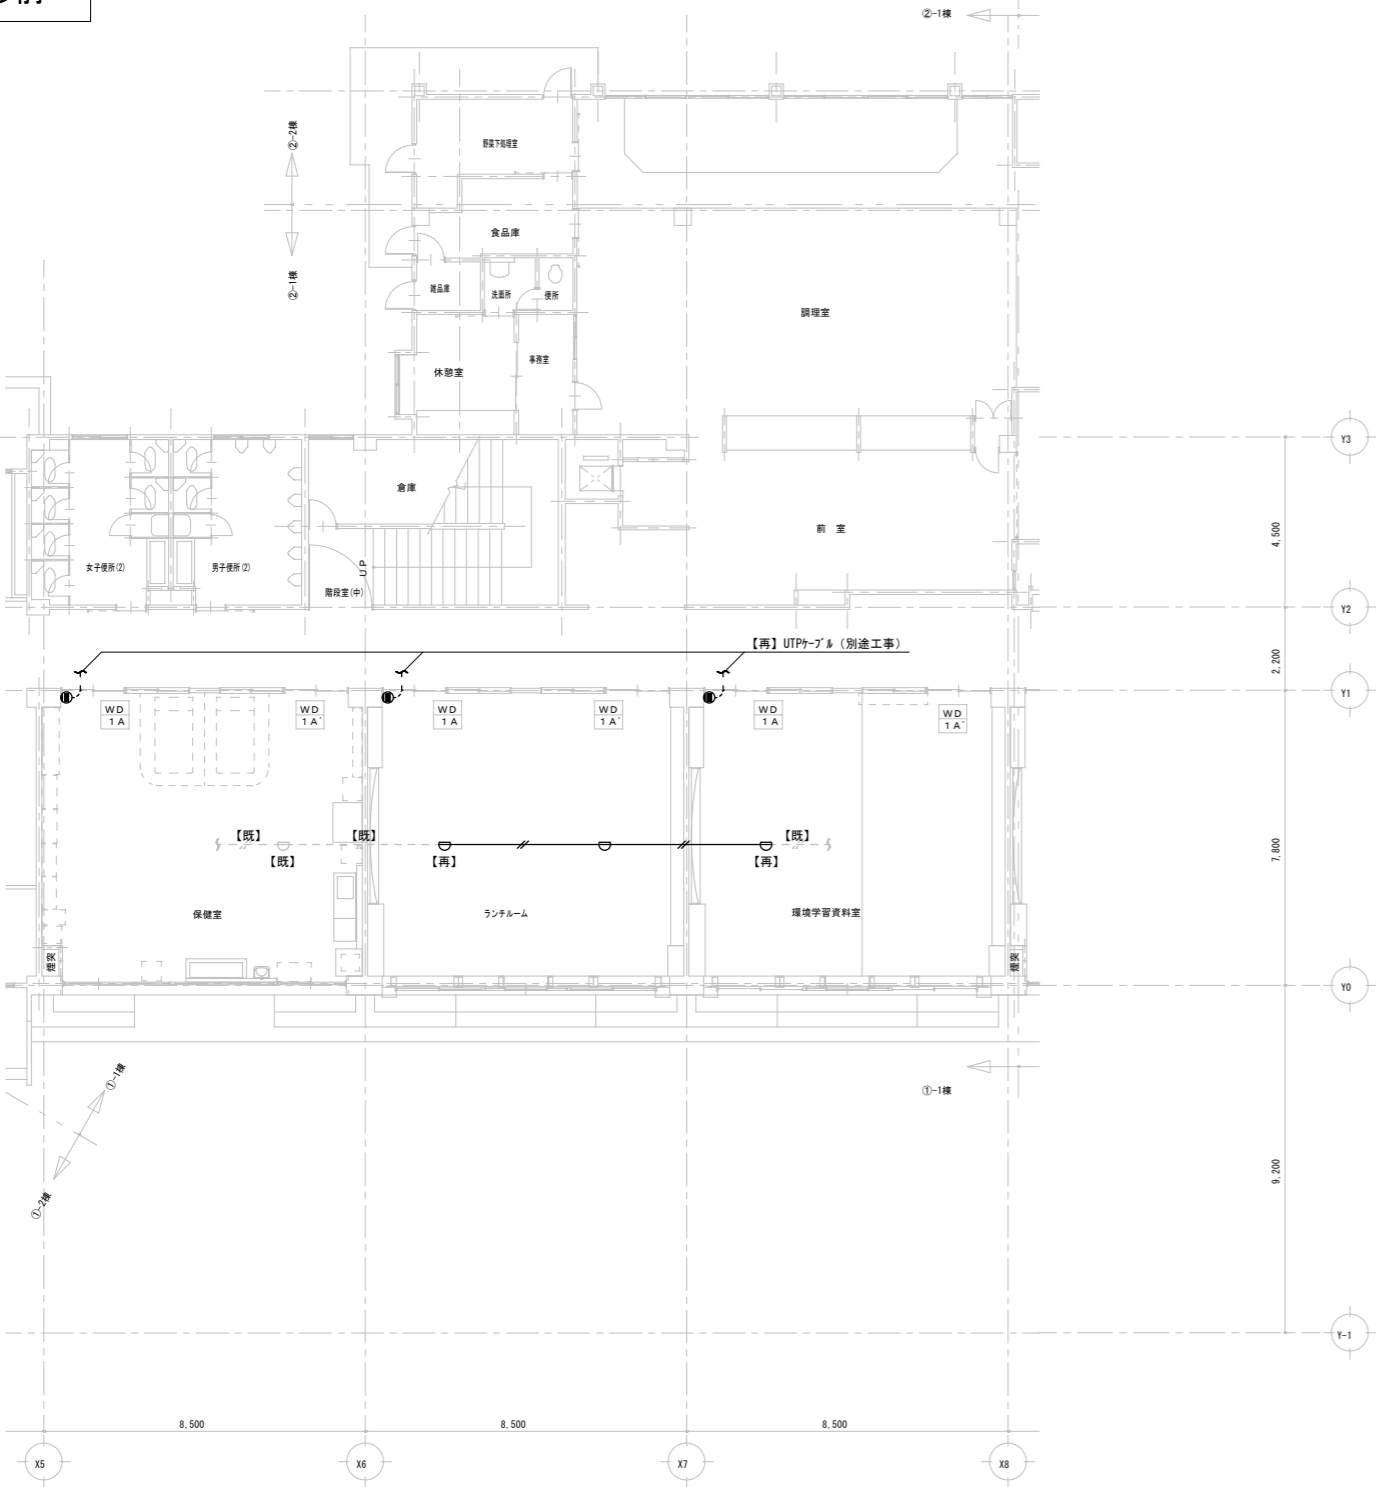 ②-1棟
②-2棟
野菜下処理室
食品庫
②-1棟
雑品庫
洗面所
便所
調理室
休憩室
事務室
Y3
倉庫
前 室
4,500
女子便所(2)
男子便所(2)
UP
階段室(中)
Y2
【再】UTPケーブル（別途工事）
2,200
Y1
WD
1A
WD
1A'
WD
1A
WD
1A'
WD
1A
WD
1A'
【既】
【既】
【既】
【既】
【再】
【再】
7,800
保健室
ランチルーム
環境学習資料室
煙突
煙突
Y0
①-1棟
①-1棟
①-2棟
9,200
Y-1
8,500
8,500
8,500
X5
X6
X7
X8